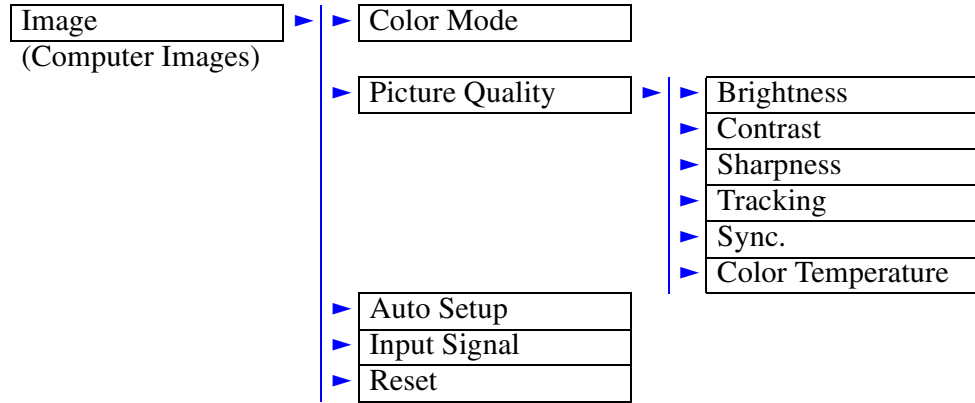 Image
(Computer Images)
Color Mode
Picture Quality
Brightness
Contrast
Sharpness
Tracking
Sync.
Color Temperature
Auto Setup
Input Signal
Reset